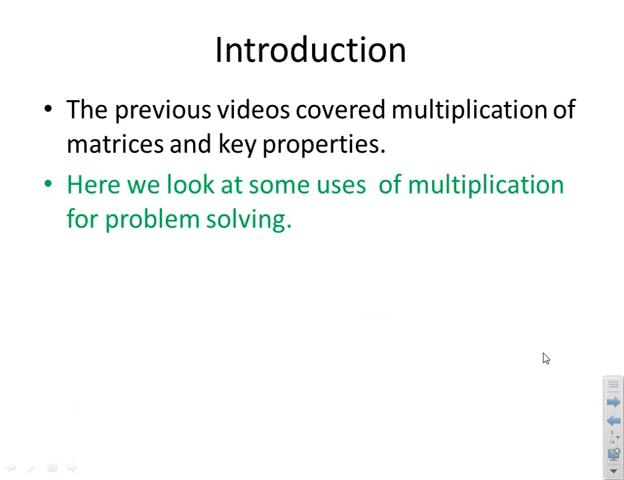 Introduction
• The previous videos covered multiplication of
matrices and key properties.
• Here we look at some uses  of multiplication
for problem solving.